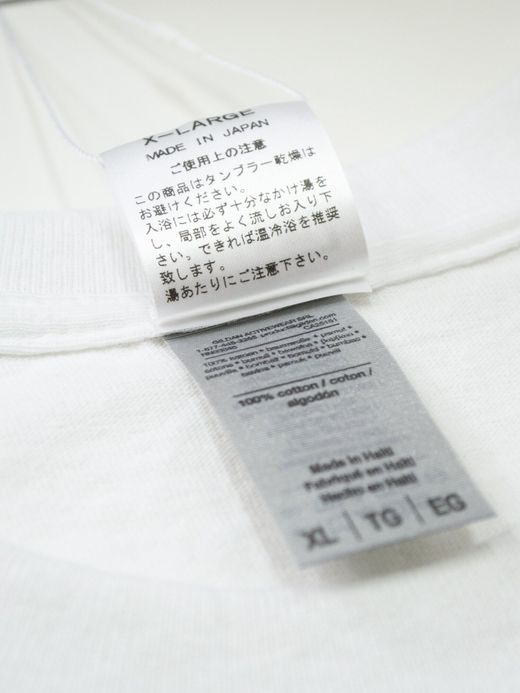 X-LARGE
MADE IN JAPAN
ご使用上の注意
この商品はタンブラー乾燥は
お避けください。
入浴には必ず十分なかけ湯を
し、局部をよく流しお入り下
さい。できれば温冷浴を推奨
致します。
湯あたりにご注意下さい。
GILDAN ACTIVEWEAR SRL
100% cotton / coton /
algodón
Made in Haiti
Fabriqué en Haïti
Hecho en Haití
XL | TG | EG